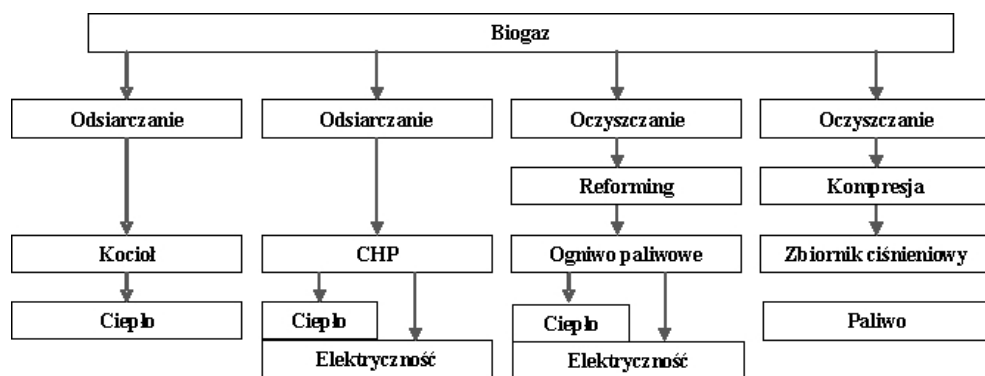 Biogaz
Odsiarczanie
Odsiarczanie
Oczyszczanie
Oczyszczanie
Reforming
Kompresja
Kocioł
CHP
Ogniwo paliwowe
Zbiornik ciśnieniowy
Ciepło
Ciepło
Ciepło
Paliwo
Elektryczność
Elektryczność